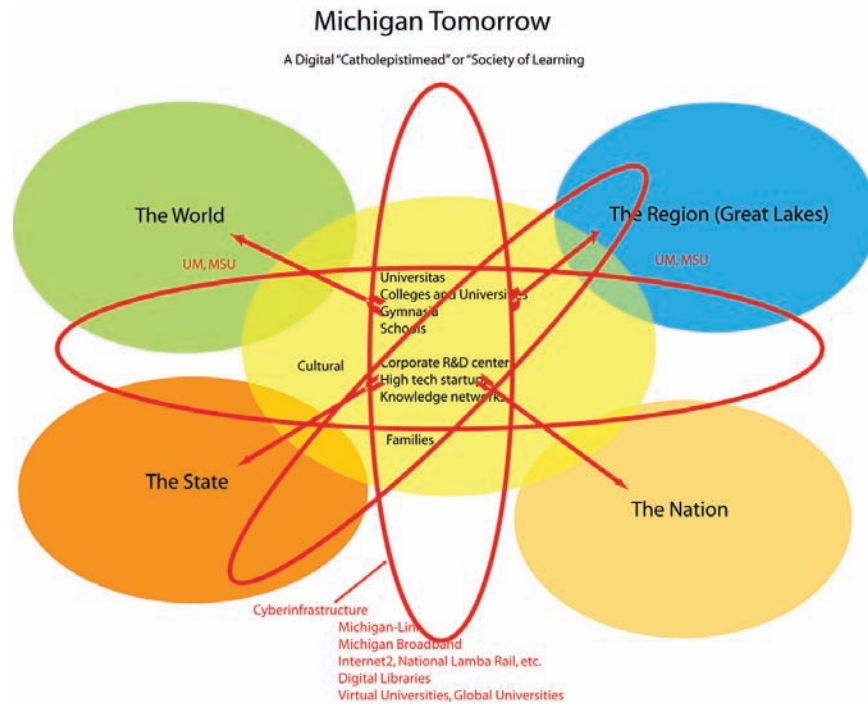 Michigan Tomorrow
A Digital "Catholepistimead" or "Society of Learning
The World
The Region (Great Lakes)
UM, MSU
UM, MSU
Universitas
Colleges and Universities
Gymnasia
Schools
Cultural
Corporate R&D centers
High tech startups
Knowledge networks
Families
The State
The Nation
Cyberinfrastructure
Michigan-Link
Michigan Broadband
Internet2, National Lamba Rail, etc.
Digital Libraries
Virtual Universities, Global Universities